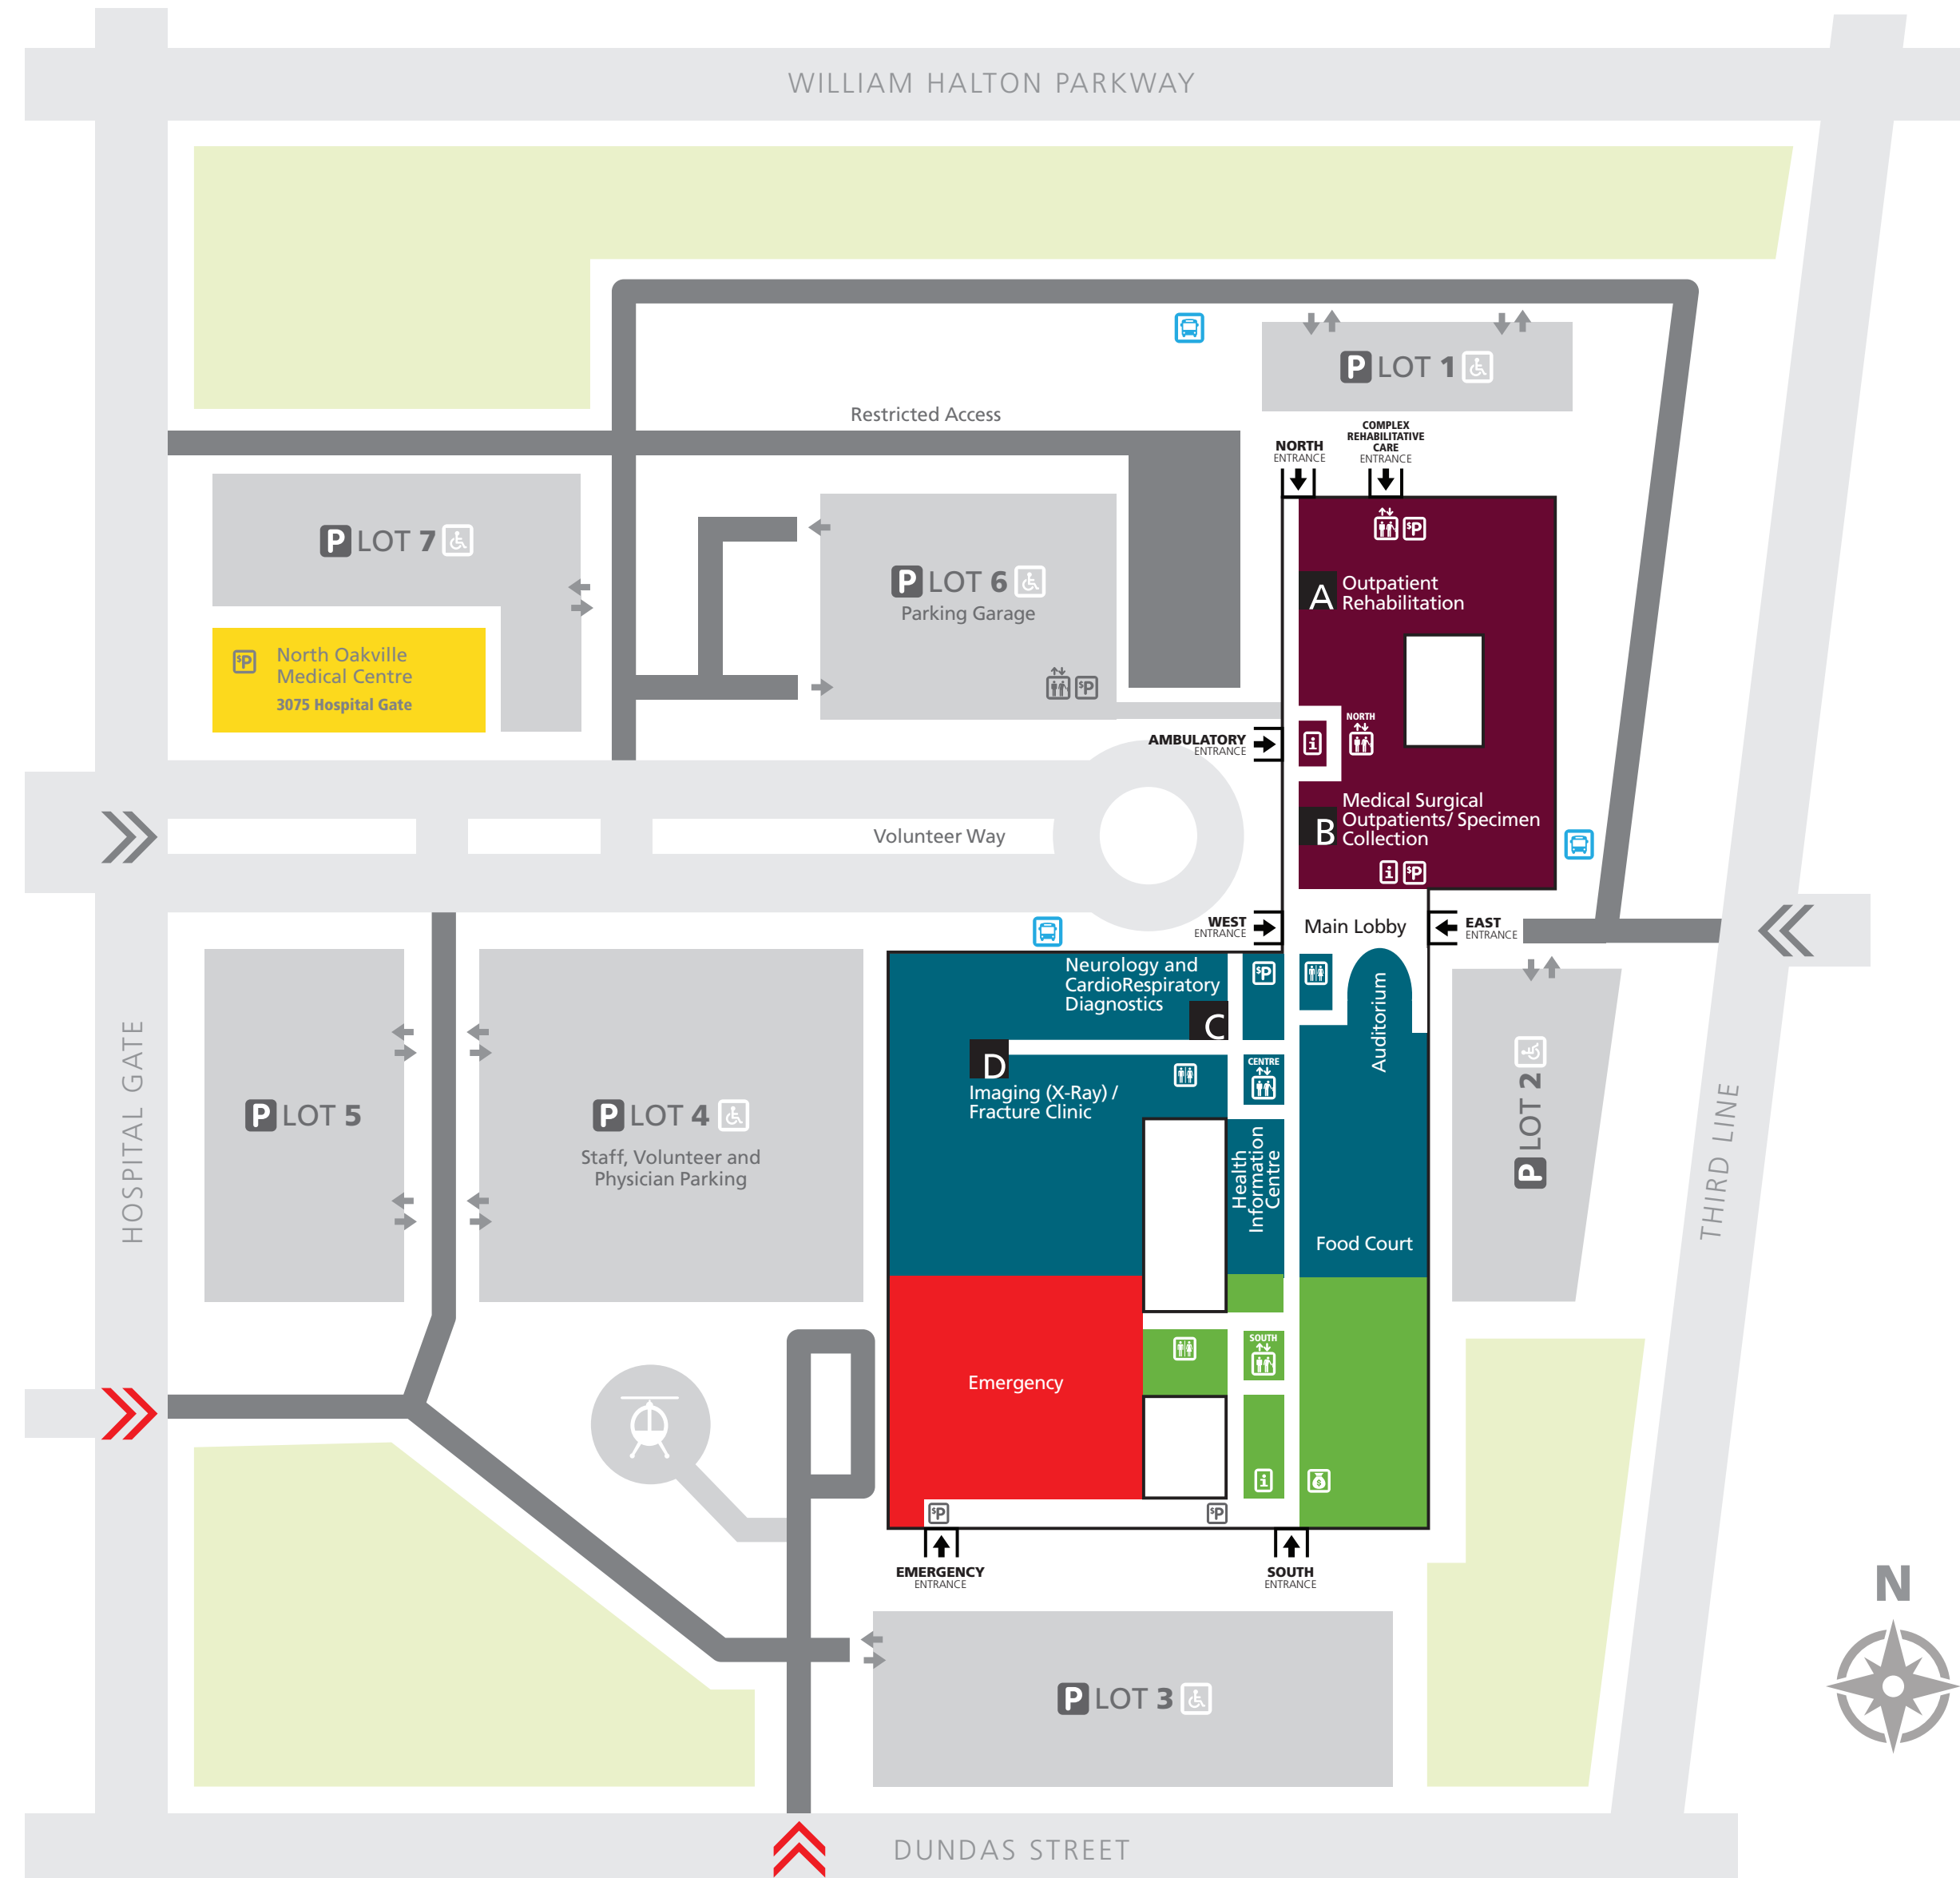 WILLIAM HALTON PARKWAY
P LOT 1
Restricted Access
NORTH
ENTRANCE
COMPLEX
REHABILITATIVE
CARE
ENTRANCE
P LOT 7
P LOT 6
Parking Garage
$P
$P
A Outpatient
Rehabilitation
$P
North Oakville
Medical Centre
3075 Hospital Gate
NORTH
i
AMBULATORY
ENTRANCE
Volunteer Way
B Medical Surgical
Outpatients/ Specimen
Collection
i $P
WEST
ENTRANCE
Main Lobby
EAST
ENTRANCE
Neurology and
CardioRespiratory
Diagnostics
C
$P
Auditorium
D
Imaging (X-Ray) /
Fracture Clinic
CENTRE
P LOT 5
P LOT 4
Staff, Volunteer and
Physician Parking
Health
Information
Centre
Food Court
P LOT 2
HOSPITAL GATE
THIRD LINE
Emergency
SOUTH
i
$
$P
$P
EMERGENCY
ENTRANCE
SOUTH
ENTRANCE
P LOT 3
N
DUNDAS STREET